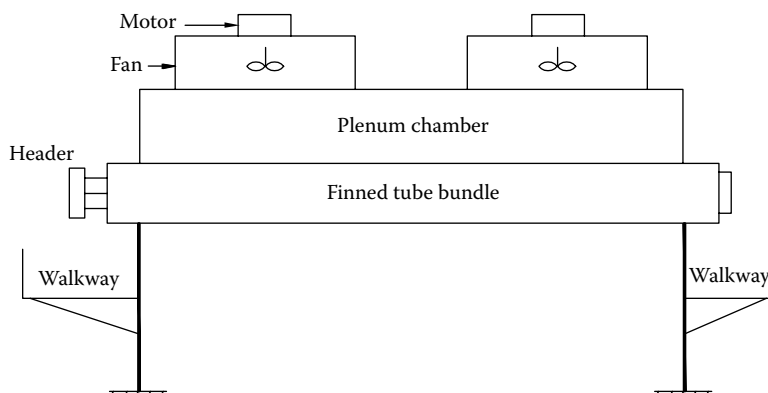 Motor
Fan
Plenum chamber
Header
Finned tube bundle
Walkway
Walkway